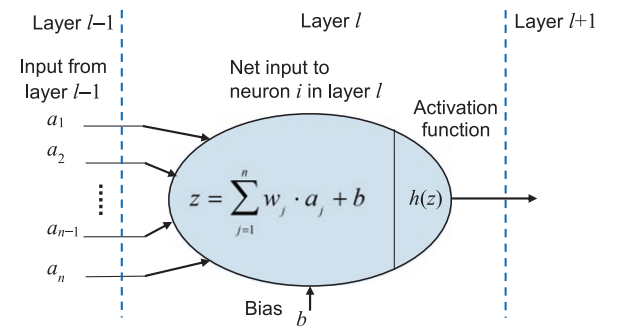 Layer l–1
Layer l
Layer l+1
Input from
layer l–1
Net input to
neuron i in layer l
Activation
function
a1
a2
an–1
an
z = ∑ⁿⱼ₌₁ wj · aj + b
h(z)
Bias b